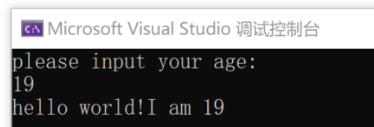 Microsoft Visual Studio 调试控制台
please input your age:
19
hello world!I am 19